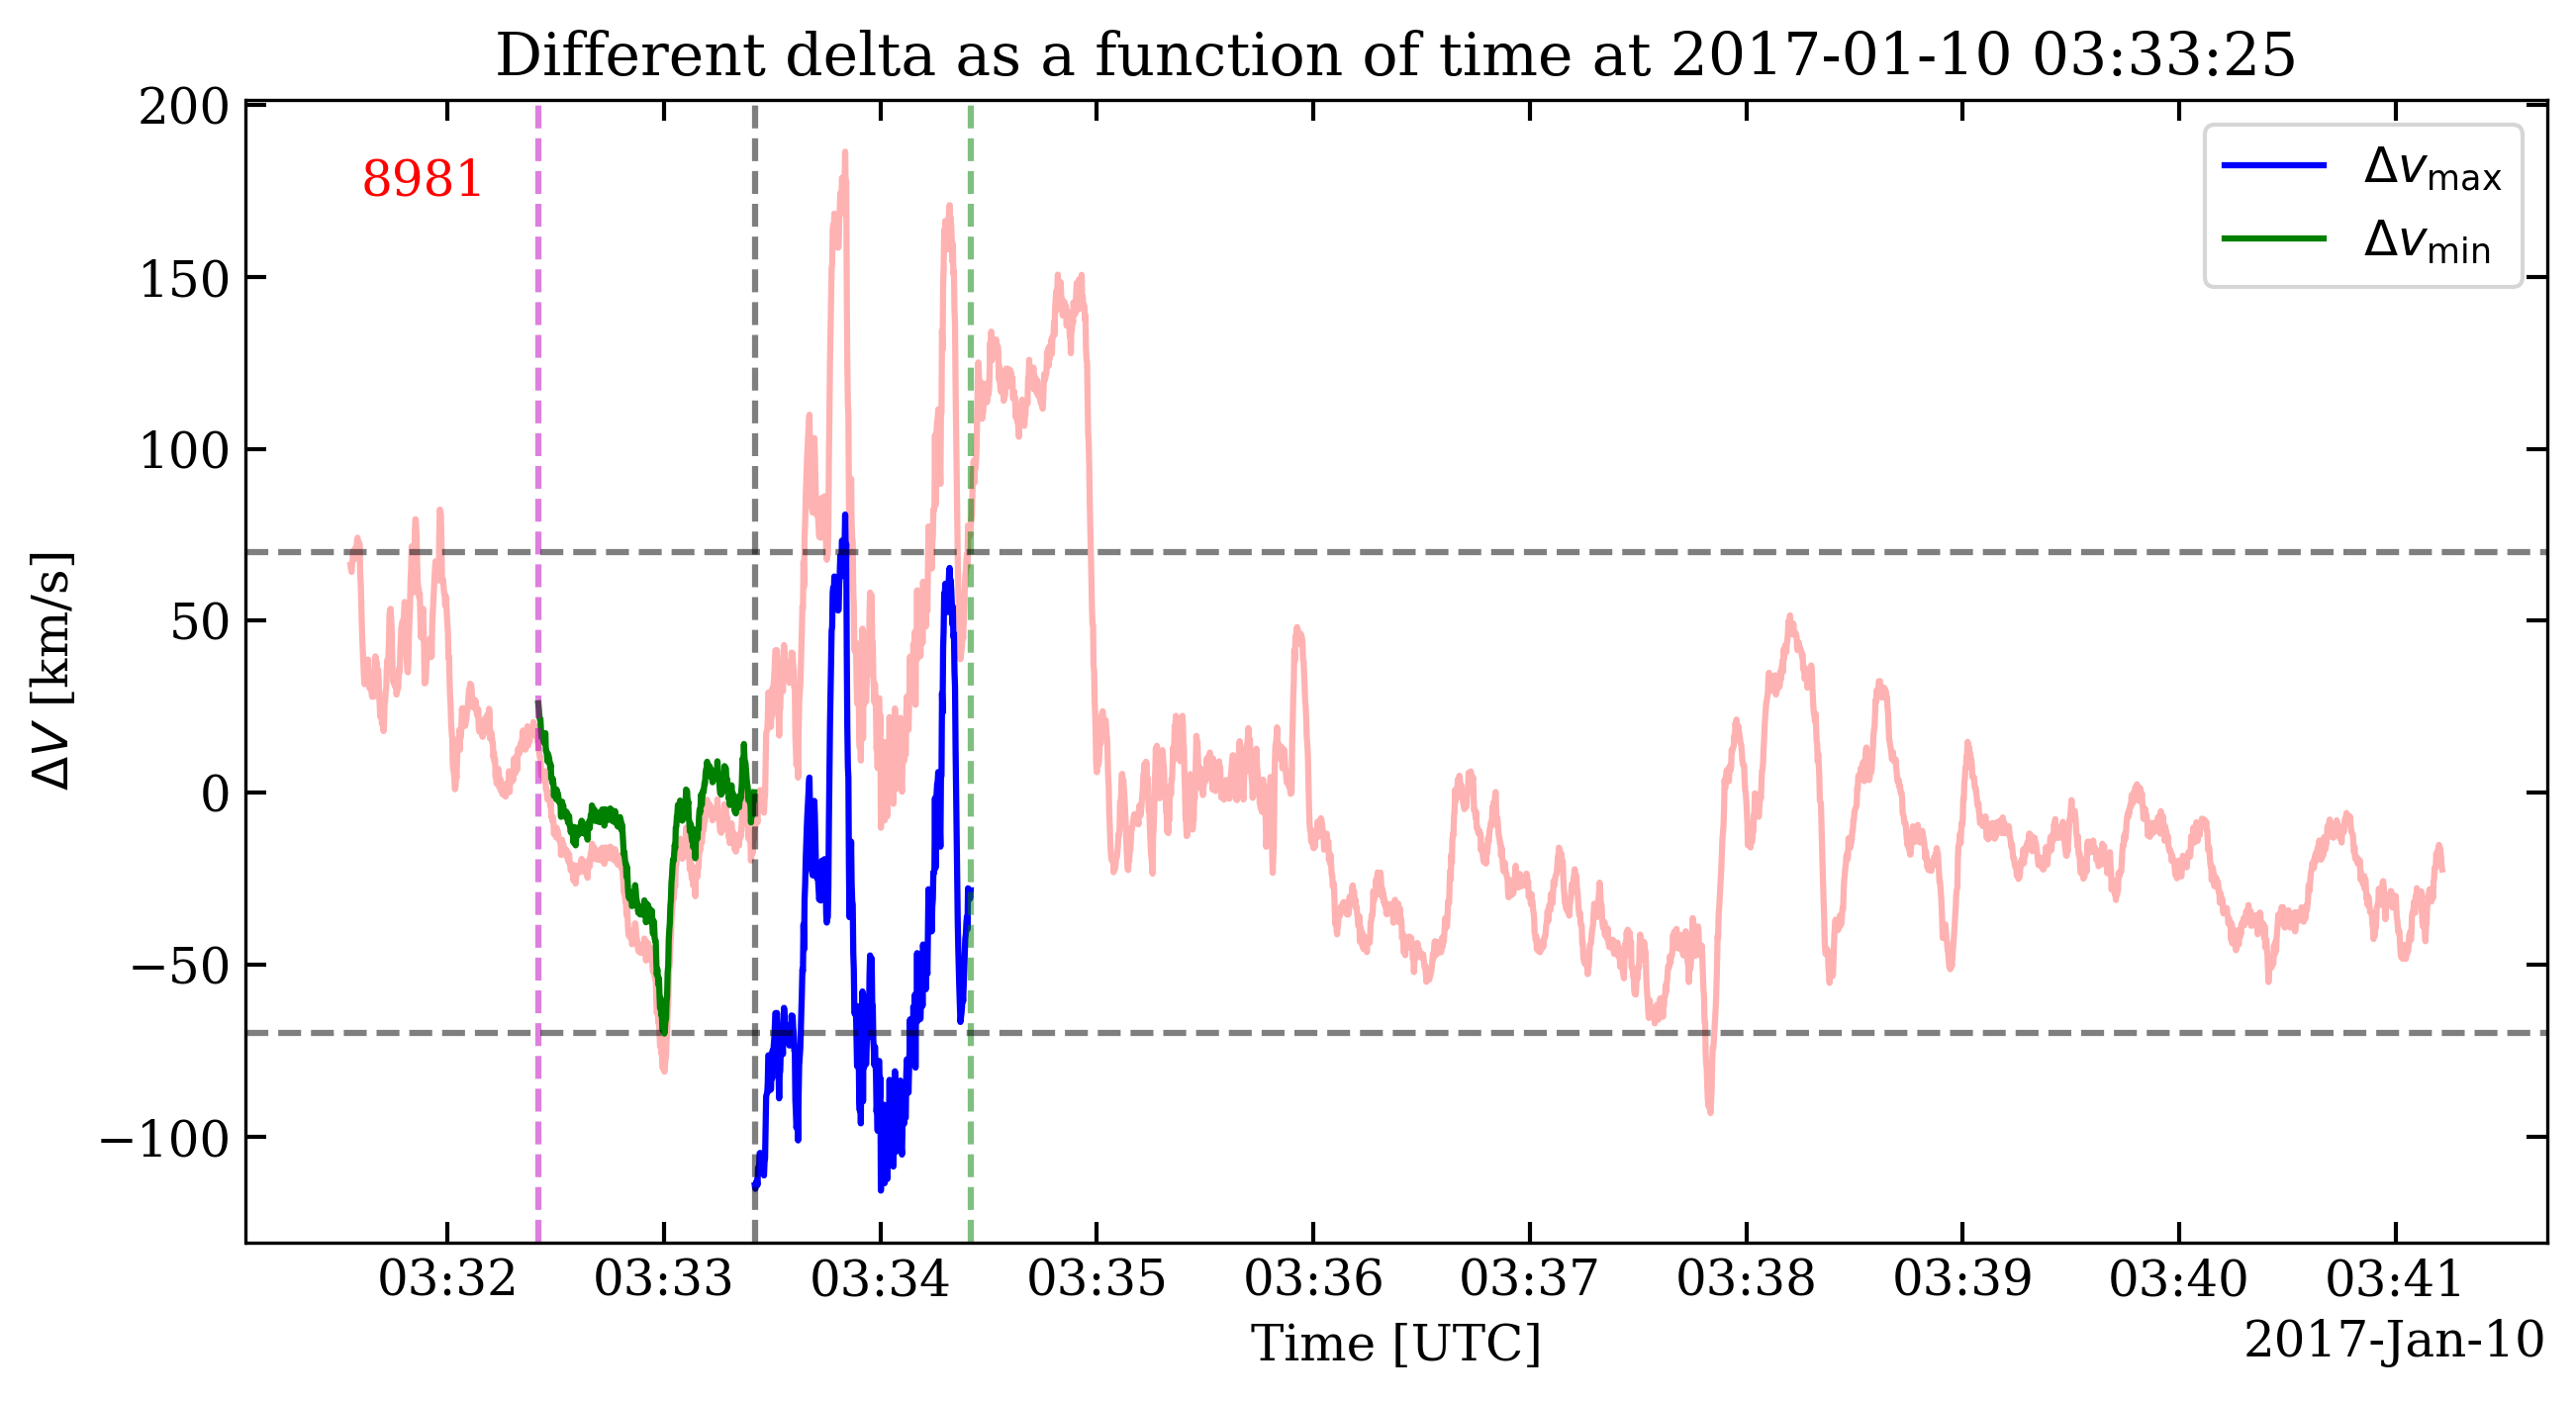 Different delta as a function of time at 2017-01-10 03:33:25
200
150
100
50
0
−50
−100
ΔV [km/s]
8981
Δv_max
Δv_min
03:32 03:33 03:34 03:35 03:36 03:37 03:38 03:39 03:40 03:41
Time [UTC]
2017-Jan-10